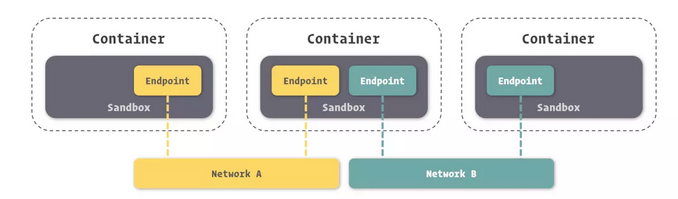 Container
Container
Container
Endpoint
Endpoint
Endpoint
Endpoint
Sandbox
Sandbox
Sandbox
Network A
Network B